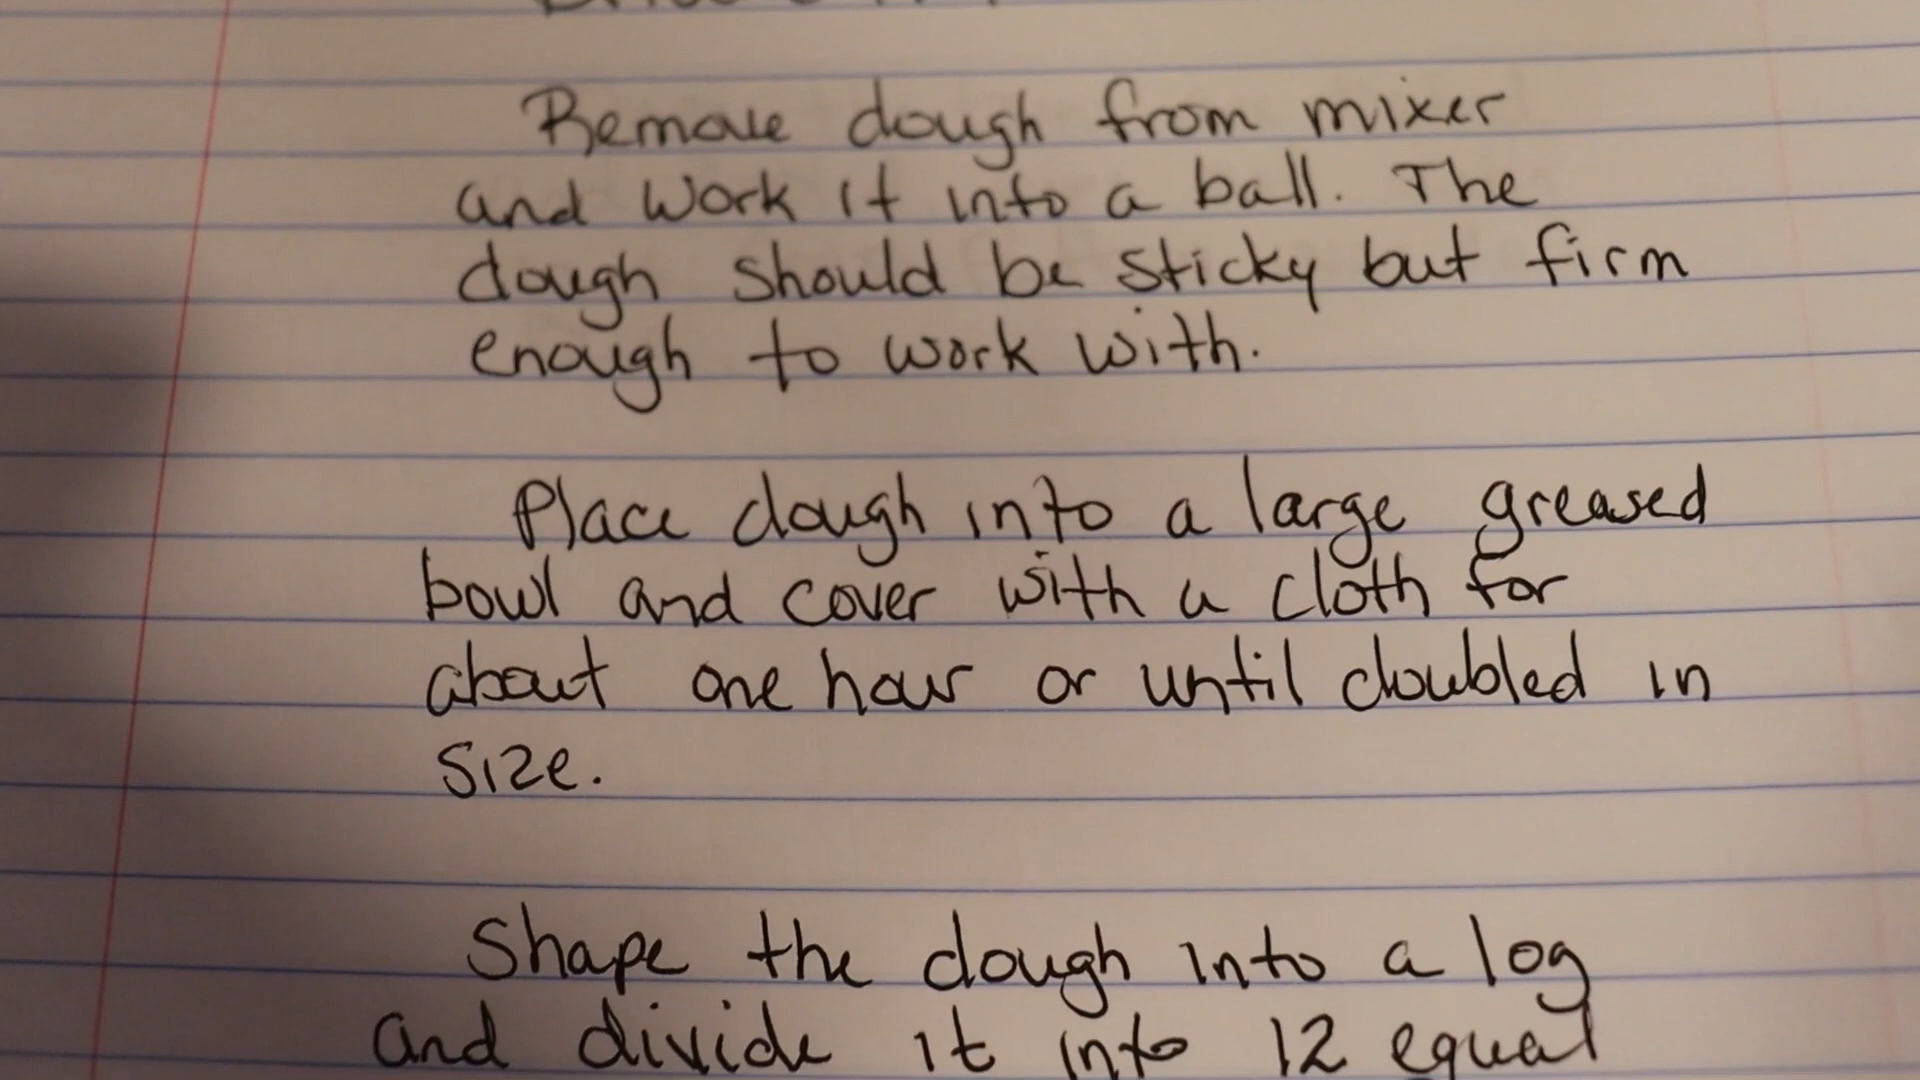 Remove dough from mixer
and work it into a ball. The
dough should be sticky but firm
enough to work with.
Place dough into a large greased
bowl and cover with a cloth for
about one hour or until doubled in
size.
Shape the dough into a log
and divide it into 12 equal